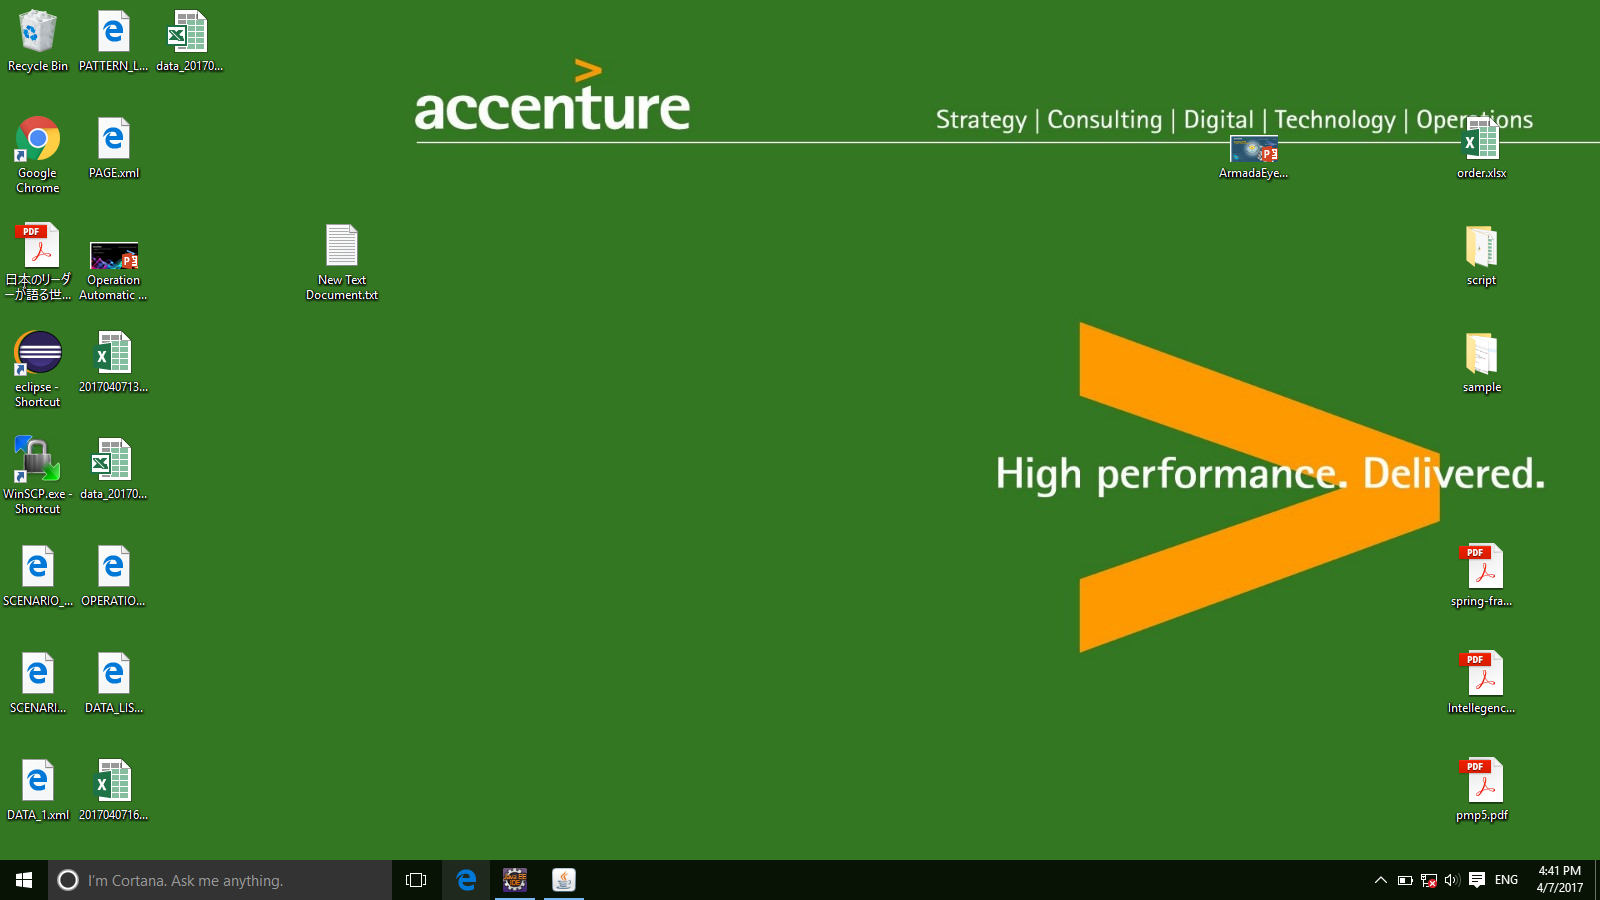 accenture
Strategy | Consulting | Digital | Technology | Operations
High performance. Delivered.
Recycle Bin
PATTERN_L...
data_20170...
Google
Chrome
PAGE.xml
ArmadaEye...
order.xlsx
日本のリーダ
ーが語る世...
Operation
Automatic ...
New Text
Document.txt
script
eclipse -
Shortcut
2017040713...
sample
WinSCP.exe -
Shortcut
data_20170...
SCENARIO_...
OPERATIO...
spring-fra...
SCENARI...
DATA_LIS...
Intellegenc...
DATA_1.xml
2017040716...
pmp5.pdf
I'm Cortana. Ask me anything.
ENG
4:41 PM
4/7/2017